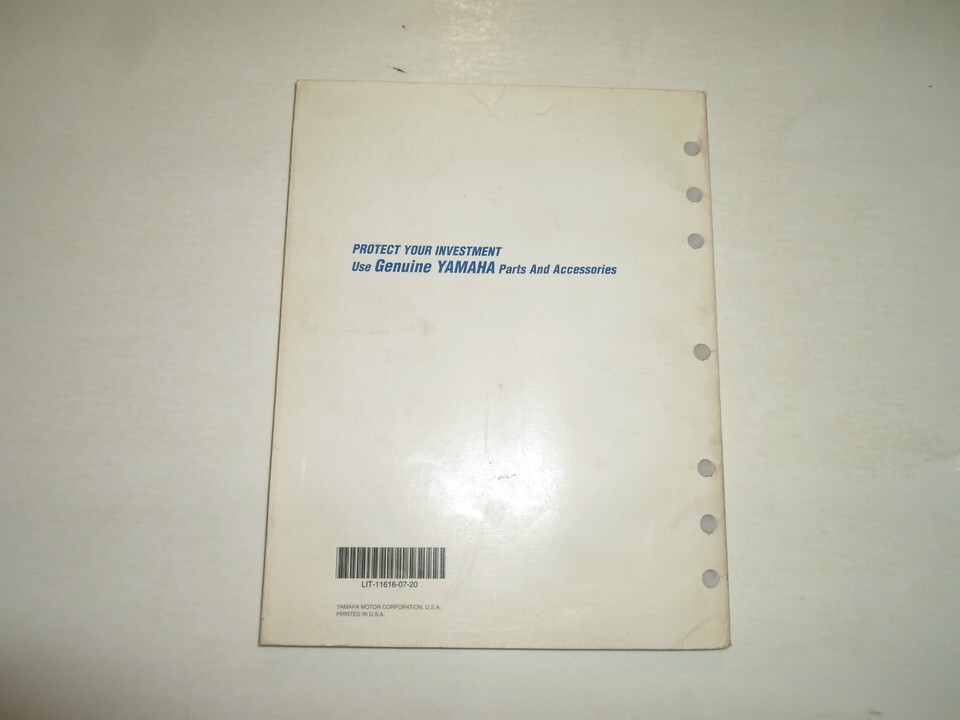 PROTECT YOUR INVESTMENT
Use Genuine YAMAHA Parts And Accessories
LIT-11616-07-20
YAMAHA MOTOR CORPORATION, U.S.A.
PRINTED IN U.S.A.